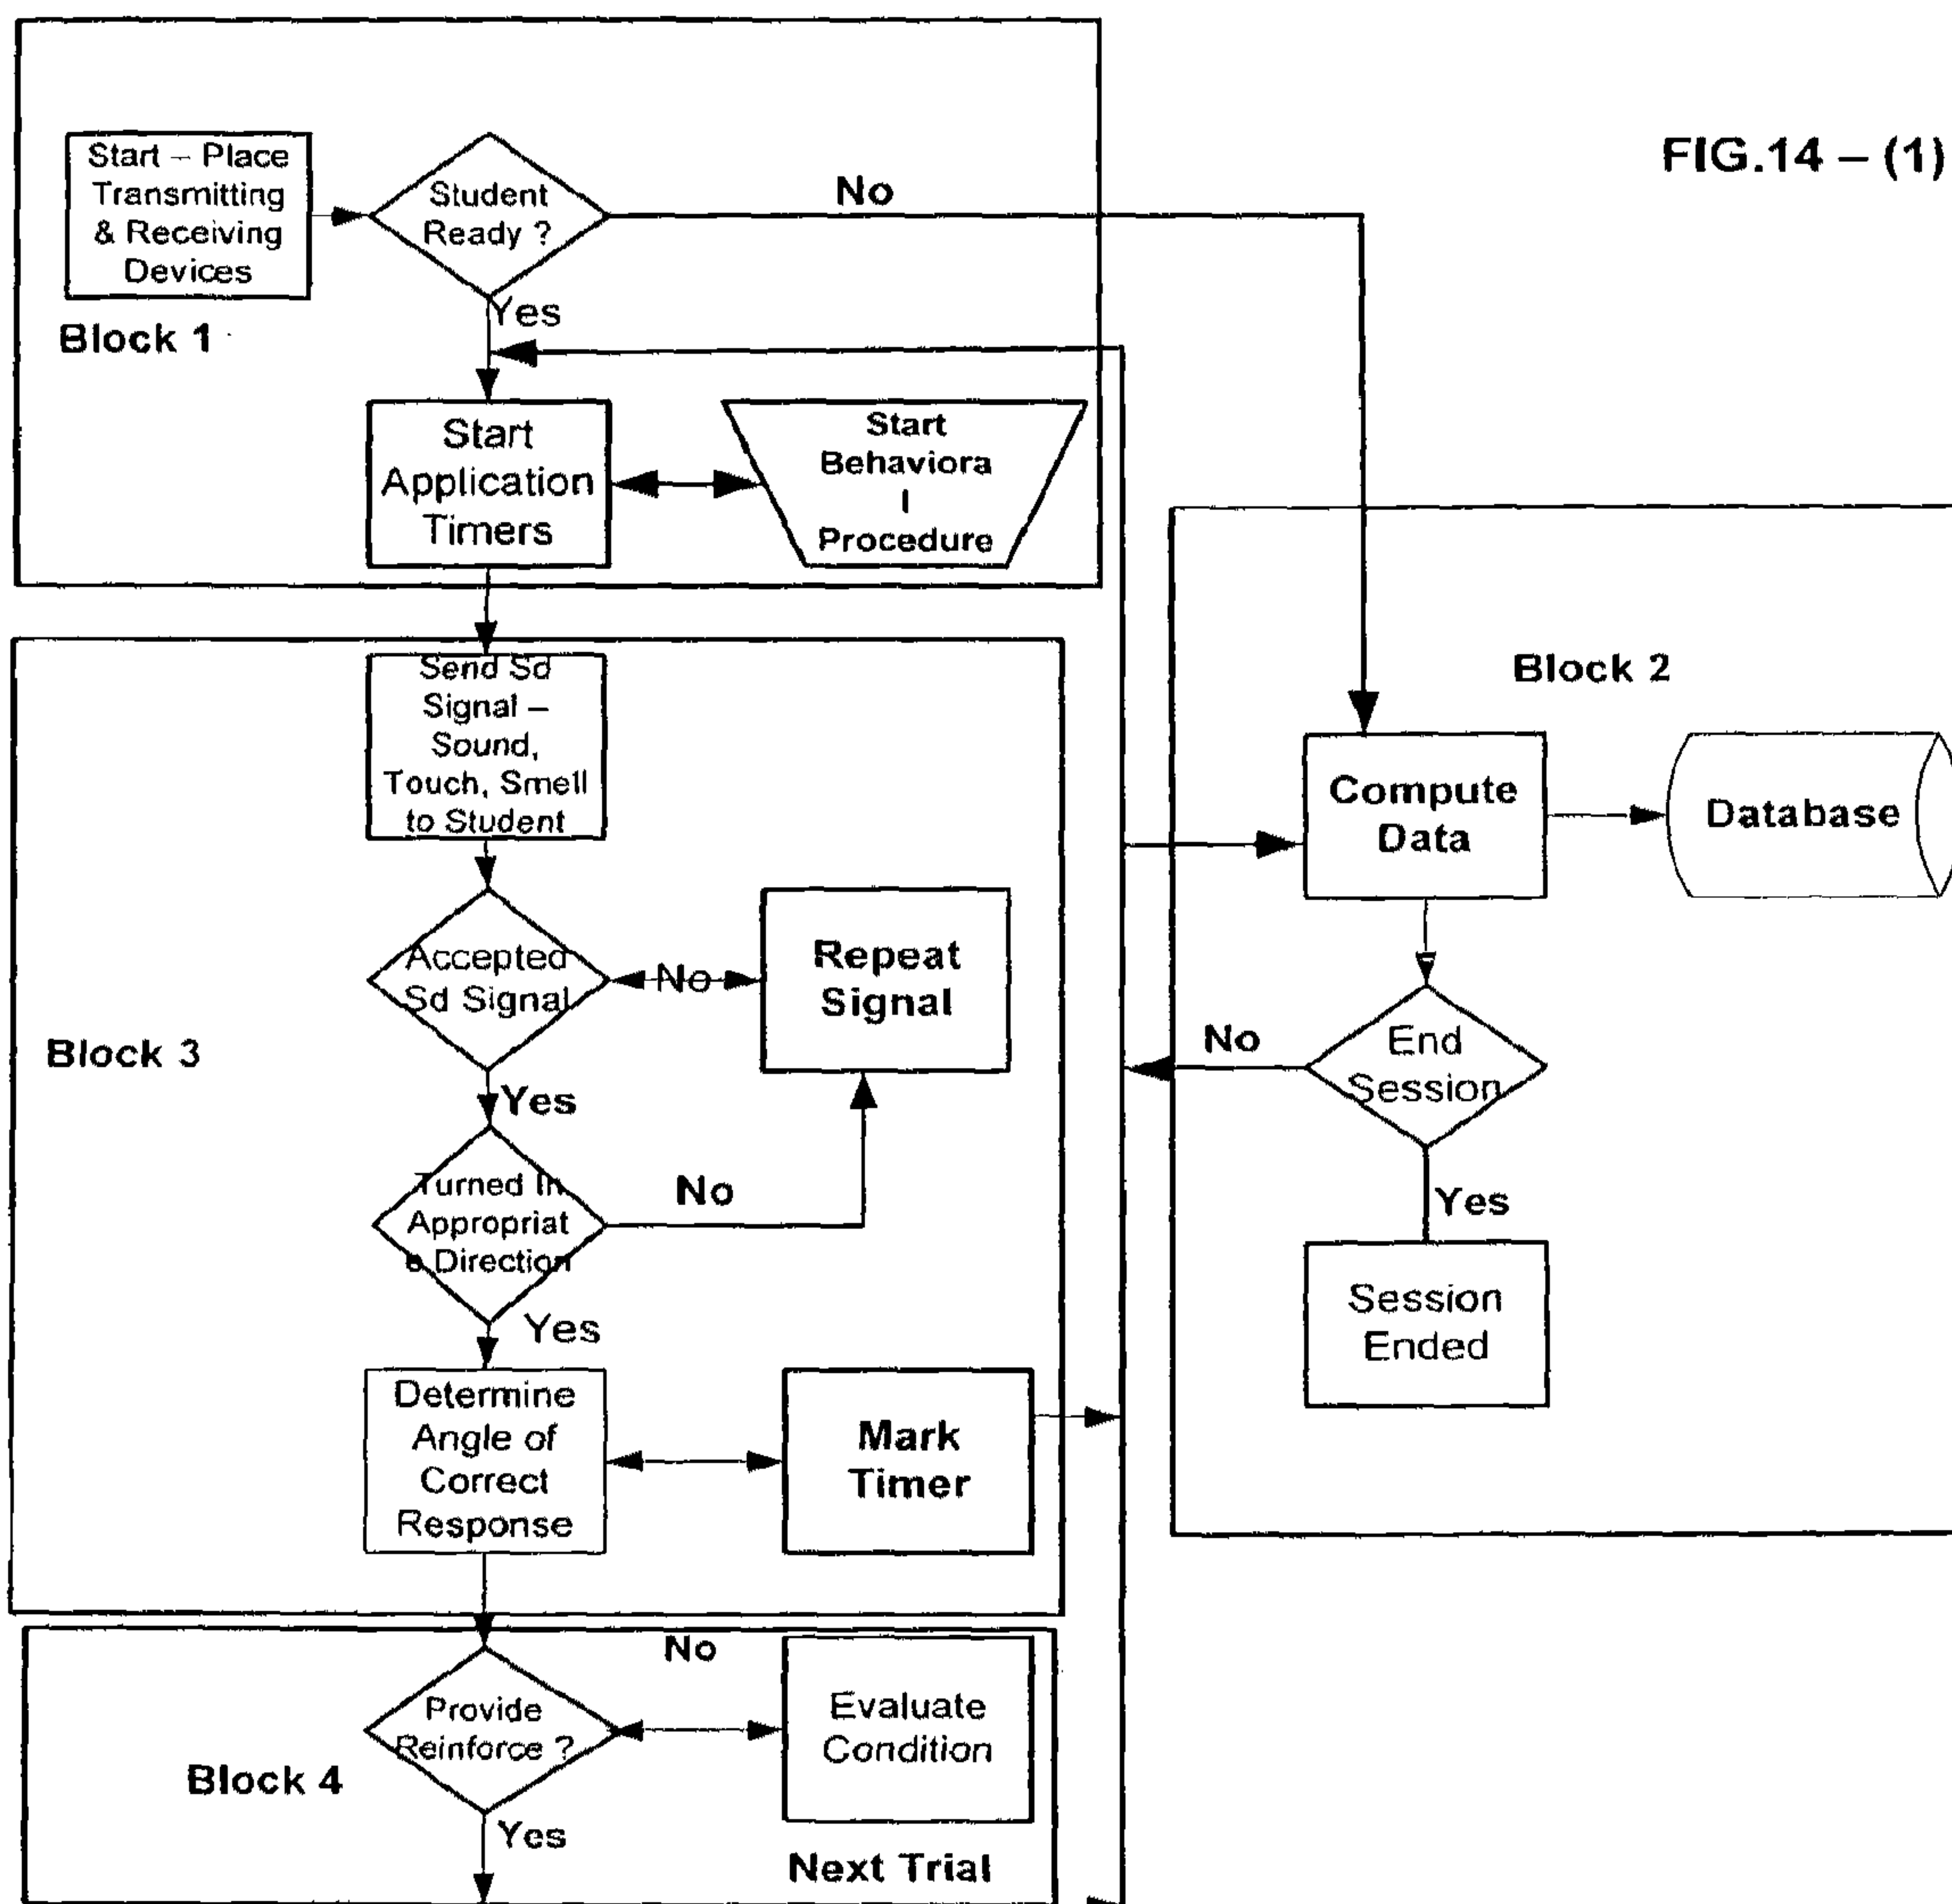 FIG.14 – (1)
Start – Place
Transmitting
& Receiving
Devices
Student
Ready ?
No
Yes
Block 1
Start
Application
Timers
Start
Behaviora
l
Procedure
Block 2
Send Sd
Signal –
Sound,
Touch, Smell
to Student
Compute
Data
Database
Accepted
Sd Signal
No
Repeat
Signal
Block 3
Yes
End
Session
No
Yes
Session
Ended
Turned In
Appropriat
e Direction
No
Yes
Determine
Angle of
Correct
Response
Mark
Timer
No
Provide
Reinforce ?
Evaluate
Condition
Block 4
Yes
Next Trial